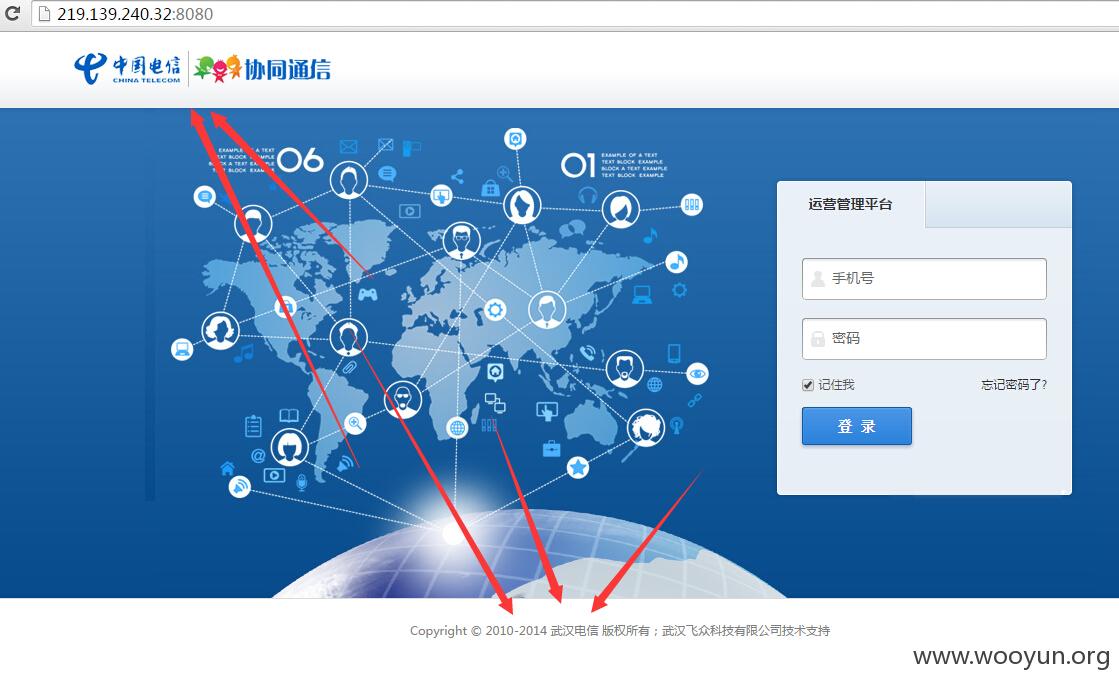 219.139.240.32:8080
中国电信 协同通信
CHINA TELECOM
EXAMPLE OF A TEXT
TEXT BLOCK EXAMPLE
BLOCK A TEXT EXAMPLE
TEXT BLOCK EXAMPLE
06
01
EXAMPLE OF A TEXT
TEXT BLOCK EXAMPLE
BLOCK A TEXT EXAMPLE
TEXT BLOCK EXAMPLE
运营管理平台
手机号
密码
记住我 忘记密码了?
登 录
Copyright © 2010-2014 武汉电信 版权所有；武汉飞众科技有限公司技术支持
www.wooyun.org